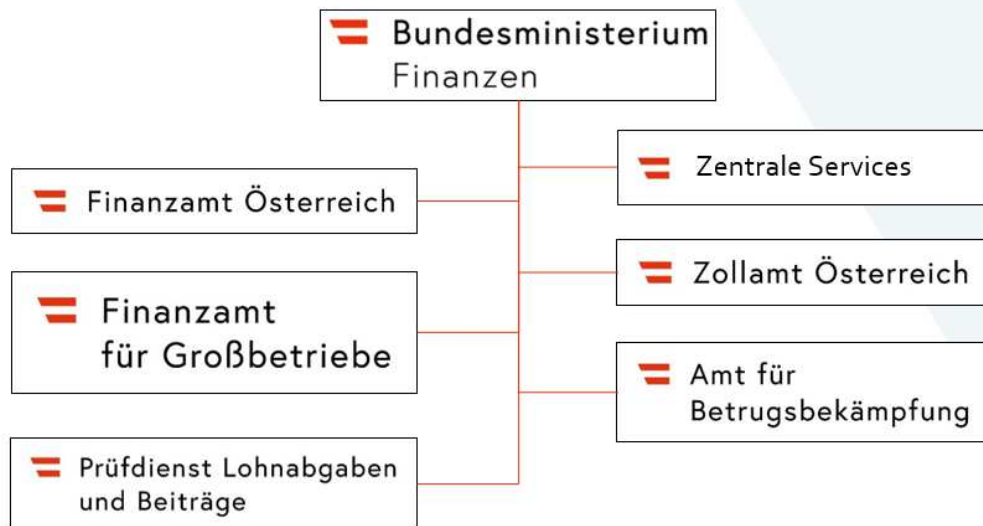 Bundesministerium
Finanzen
Zentrale Services
Finanzamt Österreich
Zollamt Österreich
Finanzamt
für Großbetriebe
Amt für
Betrugsbekämpfung
Prüfdienst Lohnabgaben
und Beiträge